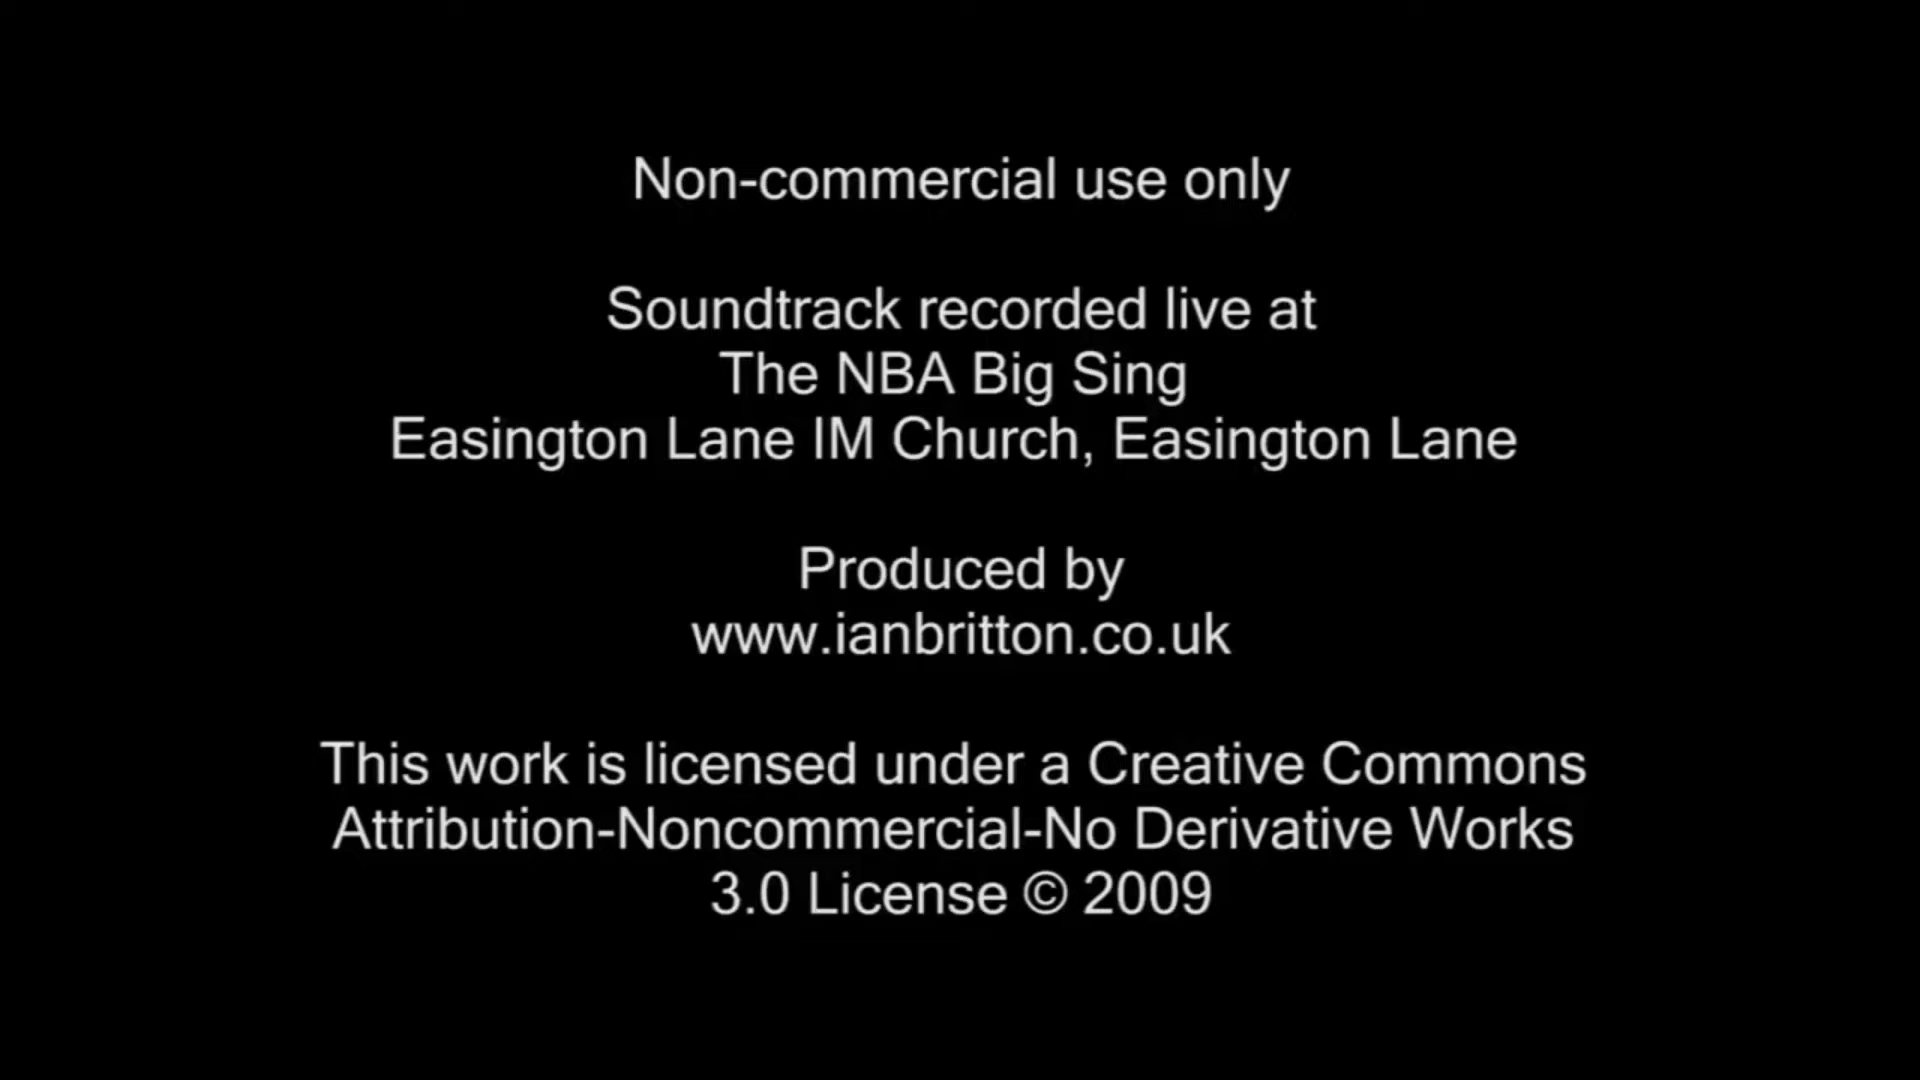 Non-commercial use only
Soundtrack recorded live at
The NBA Big Sing
Easington Lane IM Church, Easington Lane
Produced by
www.ianbritton.co.uk
This work is licensed under a Creative Commons
Attribution-Noncommercial-No Derivative Works
3.0 License © 2009